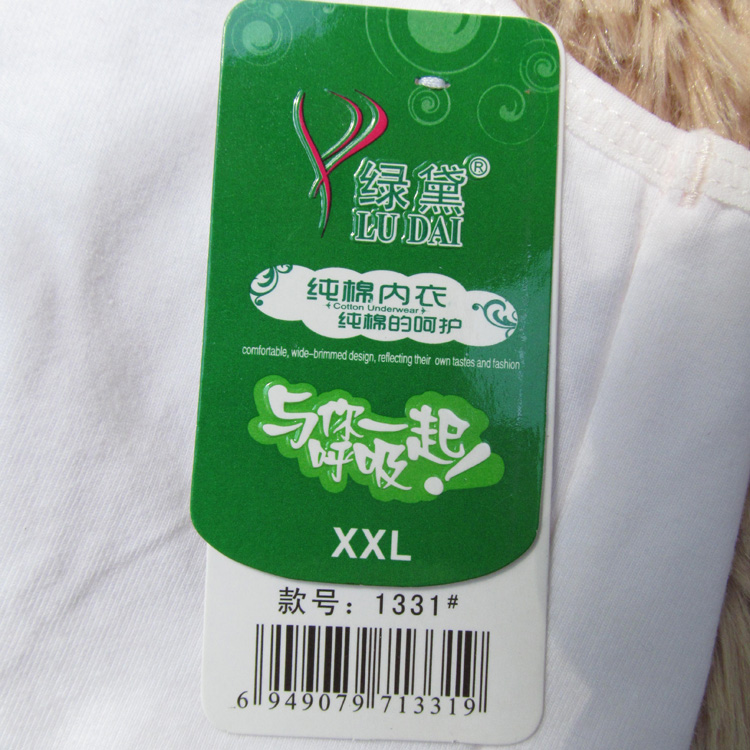 绿黛®
LU DAI
纯棉内衣
Cotton Underwear
纯棉的呵护
comfortable, wide-brimmed design, reflecting their own tastes and fashion
与你一起
呼吸!
XXL
款号：1331#
6 949079 713319